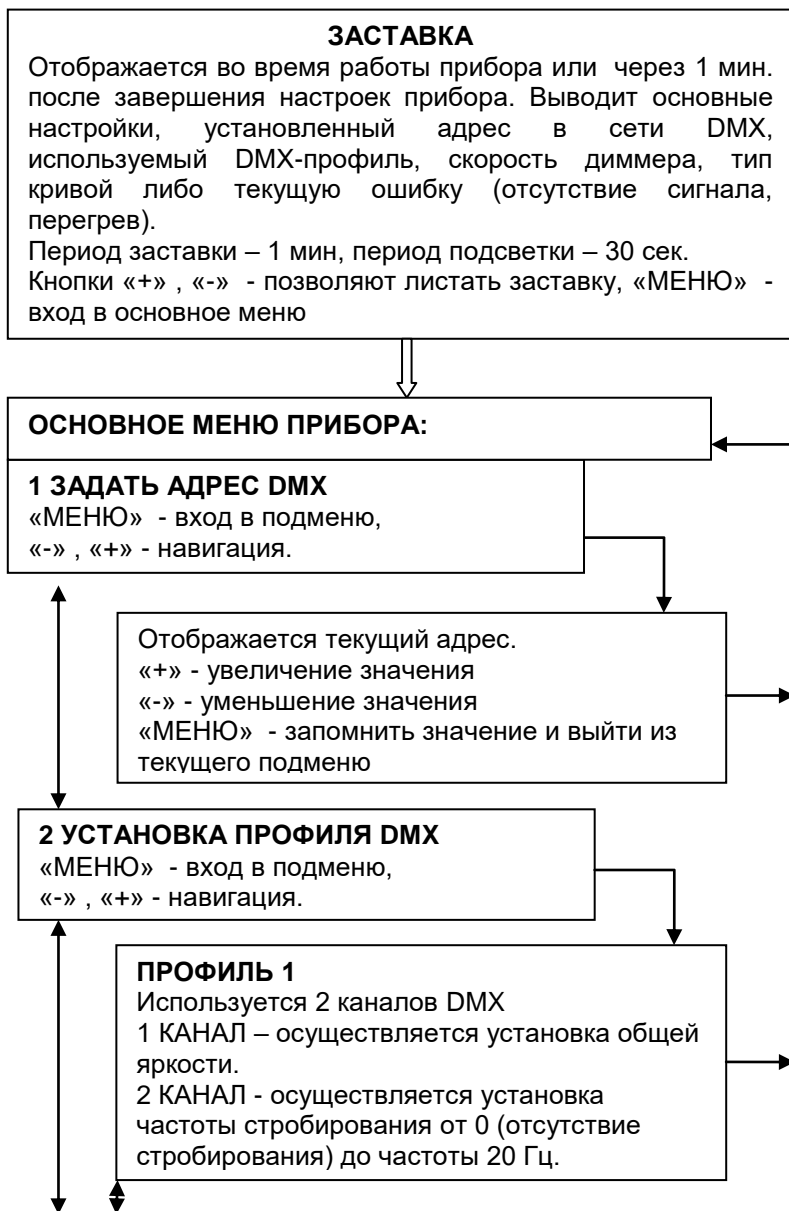 ЗАСТАВКА
Отображается во время работы прибора или через 1 мин.
после завершения настроек прибора. Выводит основные
настройки, установленный адрес в сети DMX,
используемый DMX-профиль, скорость диммера, тип
кривой либо текущую ошибку (отсутствие сигнала,
перегрев).
Период заставки – 1 мин, период подсветки – 30 сек.
Кнопки «+» , «-» - позволяют листать заставку, «МЕНЮ» -
вход в основное меню
ОСНОВНОЕ МЕНЮ ПРИБОРА:
1 ЗАДАТЬ АДРЕС DMX
«МЕНЮ» - вход в подменю,
«-» , «+» - навигация.
Отображается текущий адрес.
«+» - увеличение значения
«-» - уменьшение значения
«МЕНЮ» - запомнить значение и выйти из
текущего подменю
2 УСТАНОВКА ПРОФИЛЯ DMX
«МЕНЮ» - вход в подменю,
«-» , «+» - навигация.
ПРОФИЛЬ 1
Используется 2 каналов DMX
1 КАНАЛ – осуществляется установка общей
яркости.
2 КАНАЛ - осуществляется установка
частоты стробирования от 0 (отсутствие
стробирования) до частоты 20 Гц.